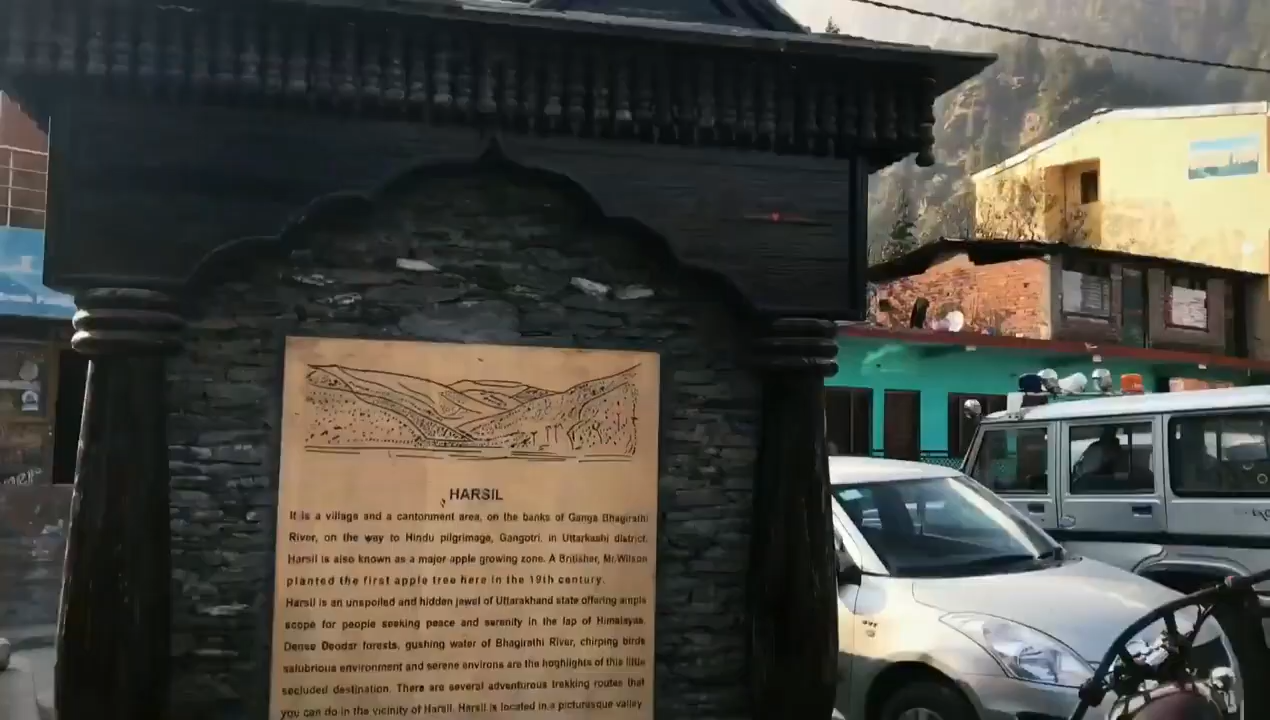 HARSIL
It is a village and a cantonment area, on the banks of Ganga Bhagirathi
River, on the way to Hindu pilgrimage, Gangotri, in Uttarkashi district.
Harsil is also known as a major apple growing zone. A Britisher, Mr.Wilson
planted the first apple tree here in the 19th century.
Harsil is an unspoiled and hidden jewel of Uttarakhand state offering ample
scope for people seeking peace and serenity in the lap of Himalayas.
Dense Deodar forests, gushing water of Bhagirathi River, chirping birds
salubrious environment and serene environs are the hoghlights of this little
secluded destination. There are several adventurous trekking routes that
you can do in the vicinity of Harsil. Harsil is located in a picturesque valley